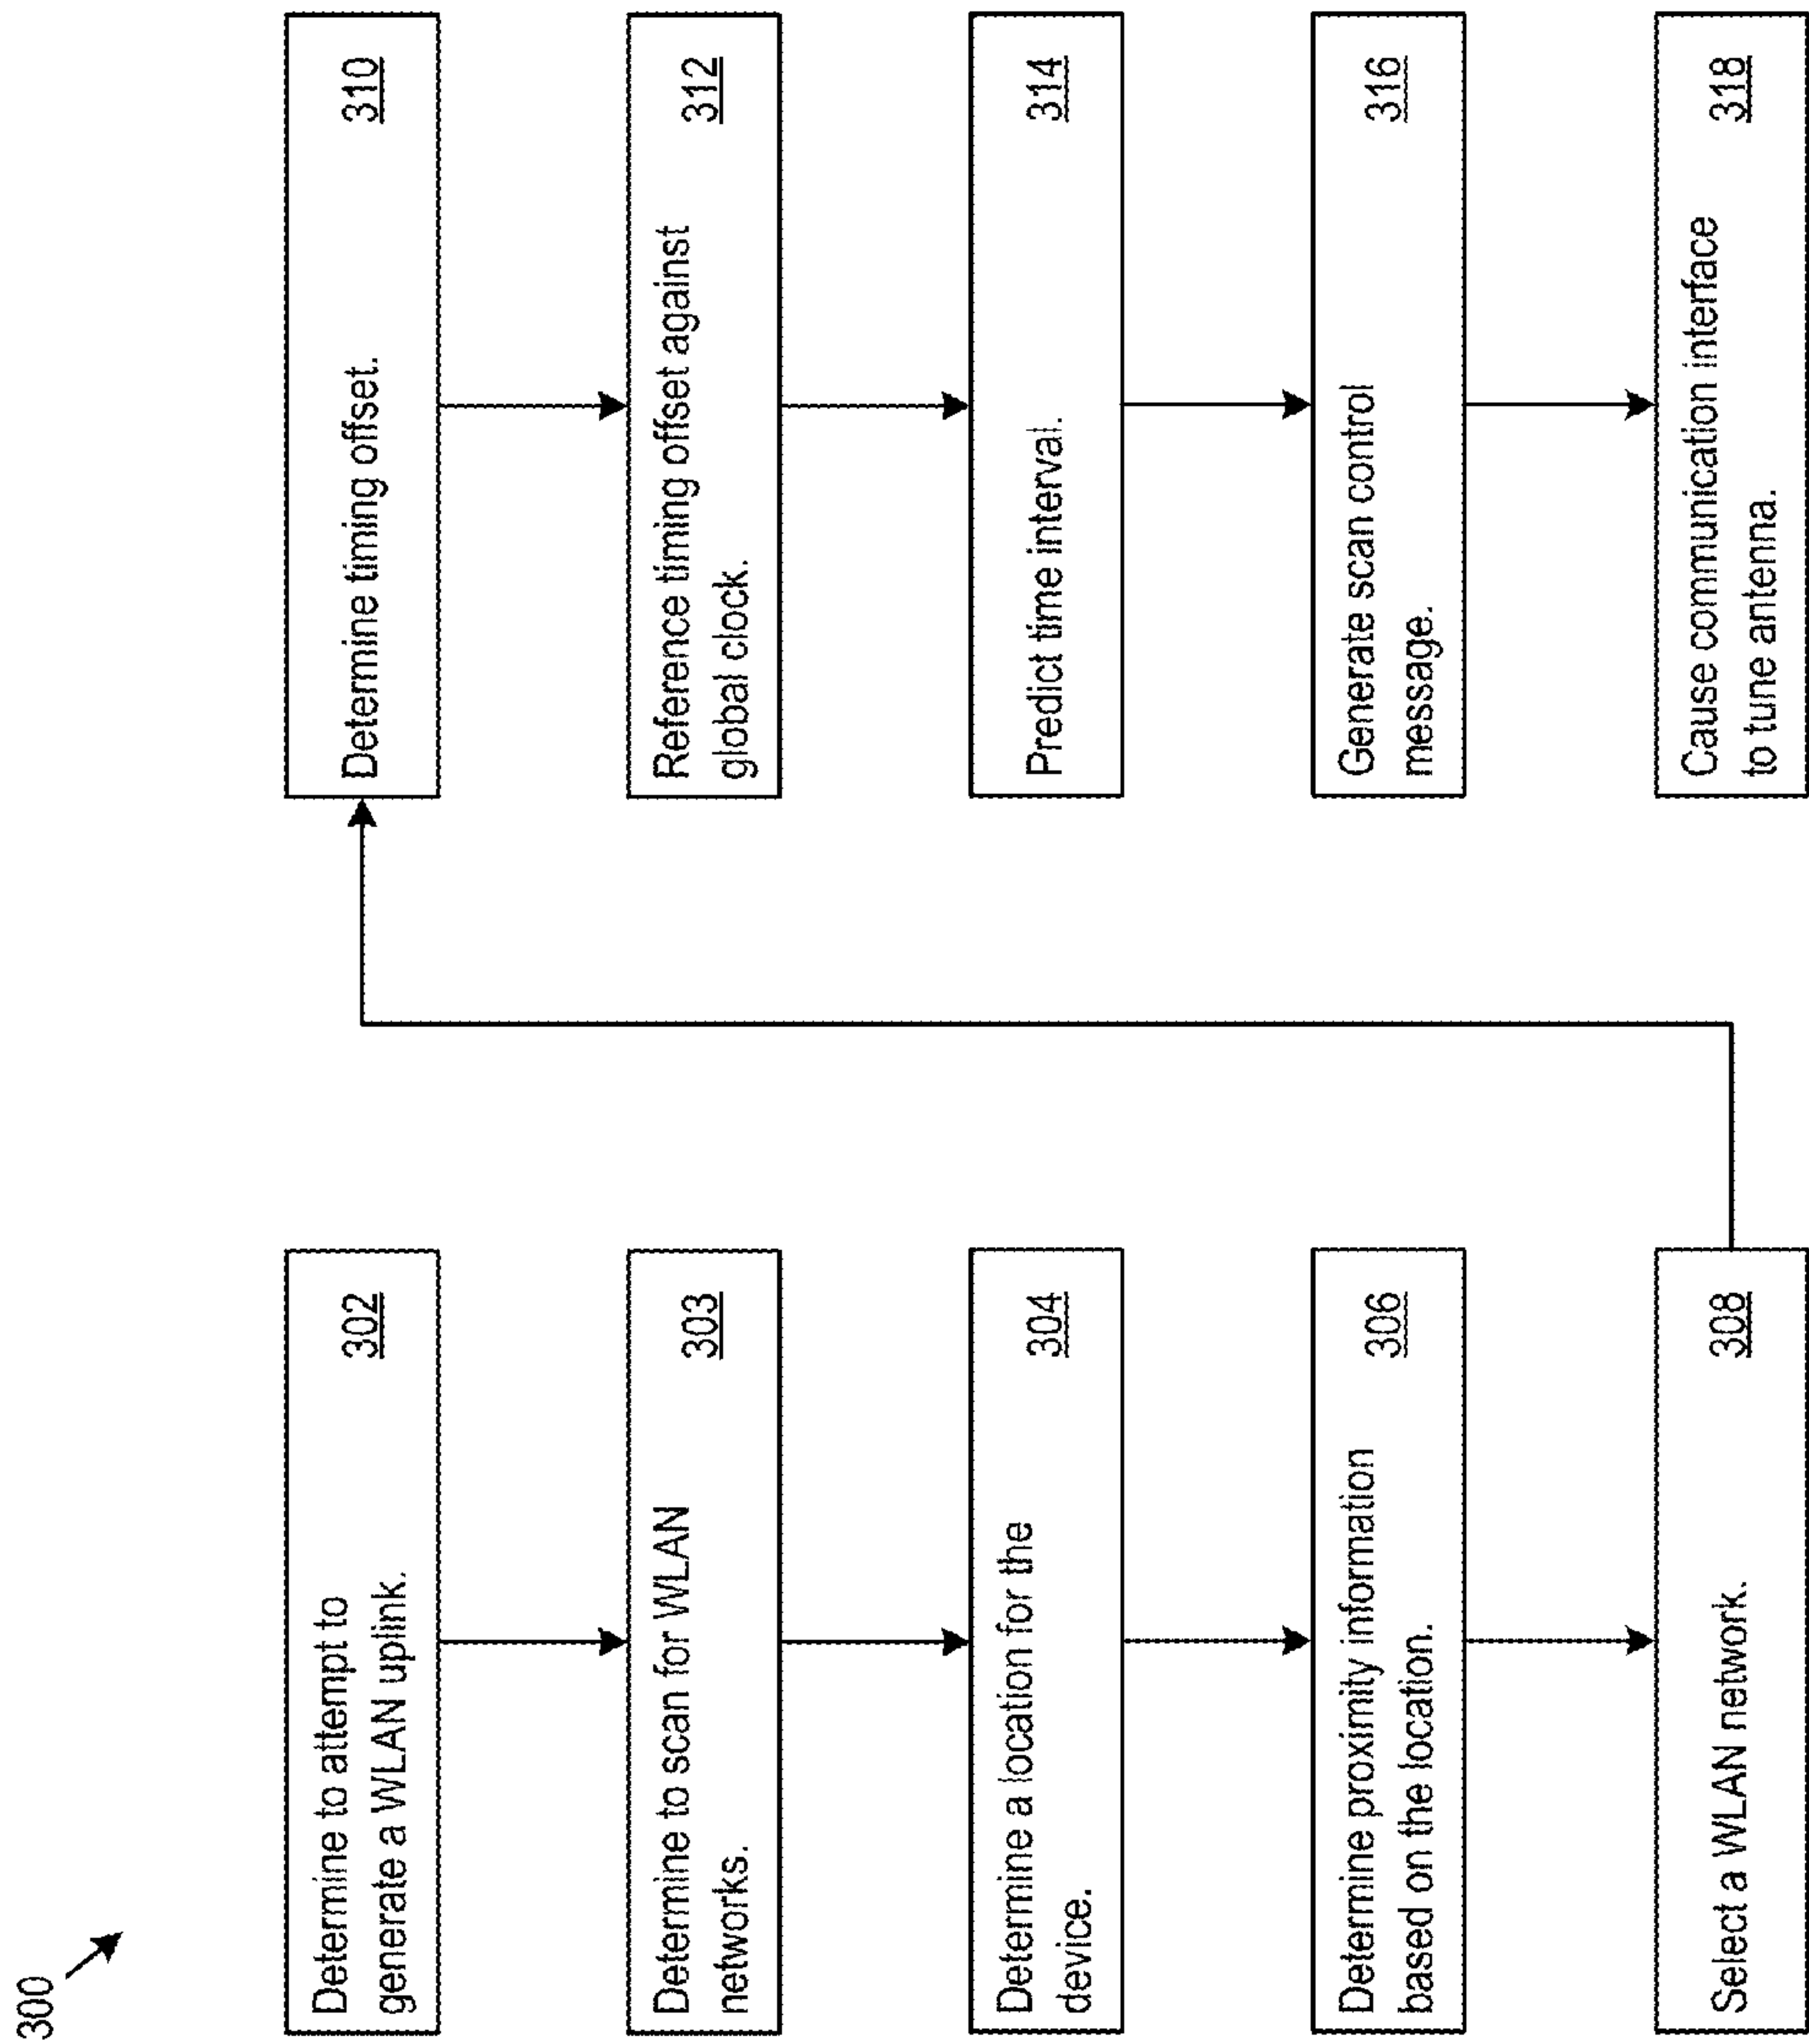 300
Determine to attempt to
generate a WLAN uplink.
302
Determine to scan for WLAN
networks.
303
Determine a location for the
device.
304
Determine proximity information
based on the location.
306
Select a WLAN network.
308
Determine timing offset.
310
Reference timing offset against
global clock.
312
Predict time interval.
314
Generate scan control
message.
316
Cause communication interface
to tune antenna.
318